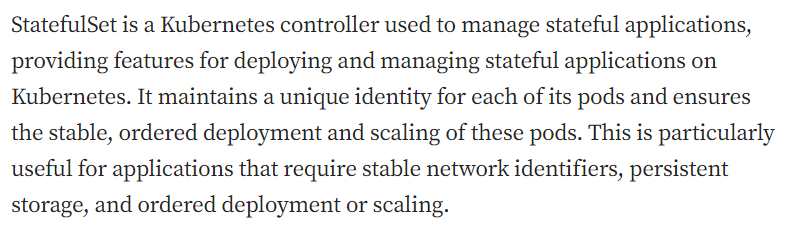 StatefulSet is a Kubernetes controller used to manage stateful applications,
providing features for deploying and managing stateful applications on
Kubernetes. It maintains a unique identity for each of its pods and ensures
the stable, ordered deployment and scaling of these pods. This is particularly
useful for applications that require stable network identifiers, persistent
storage, and ordered deployment or scaling.